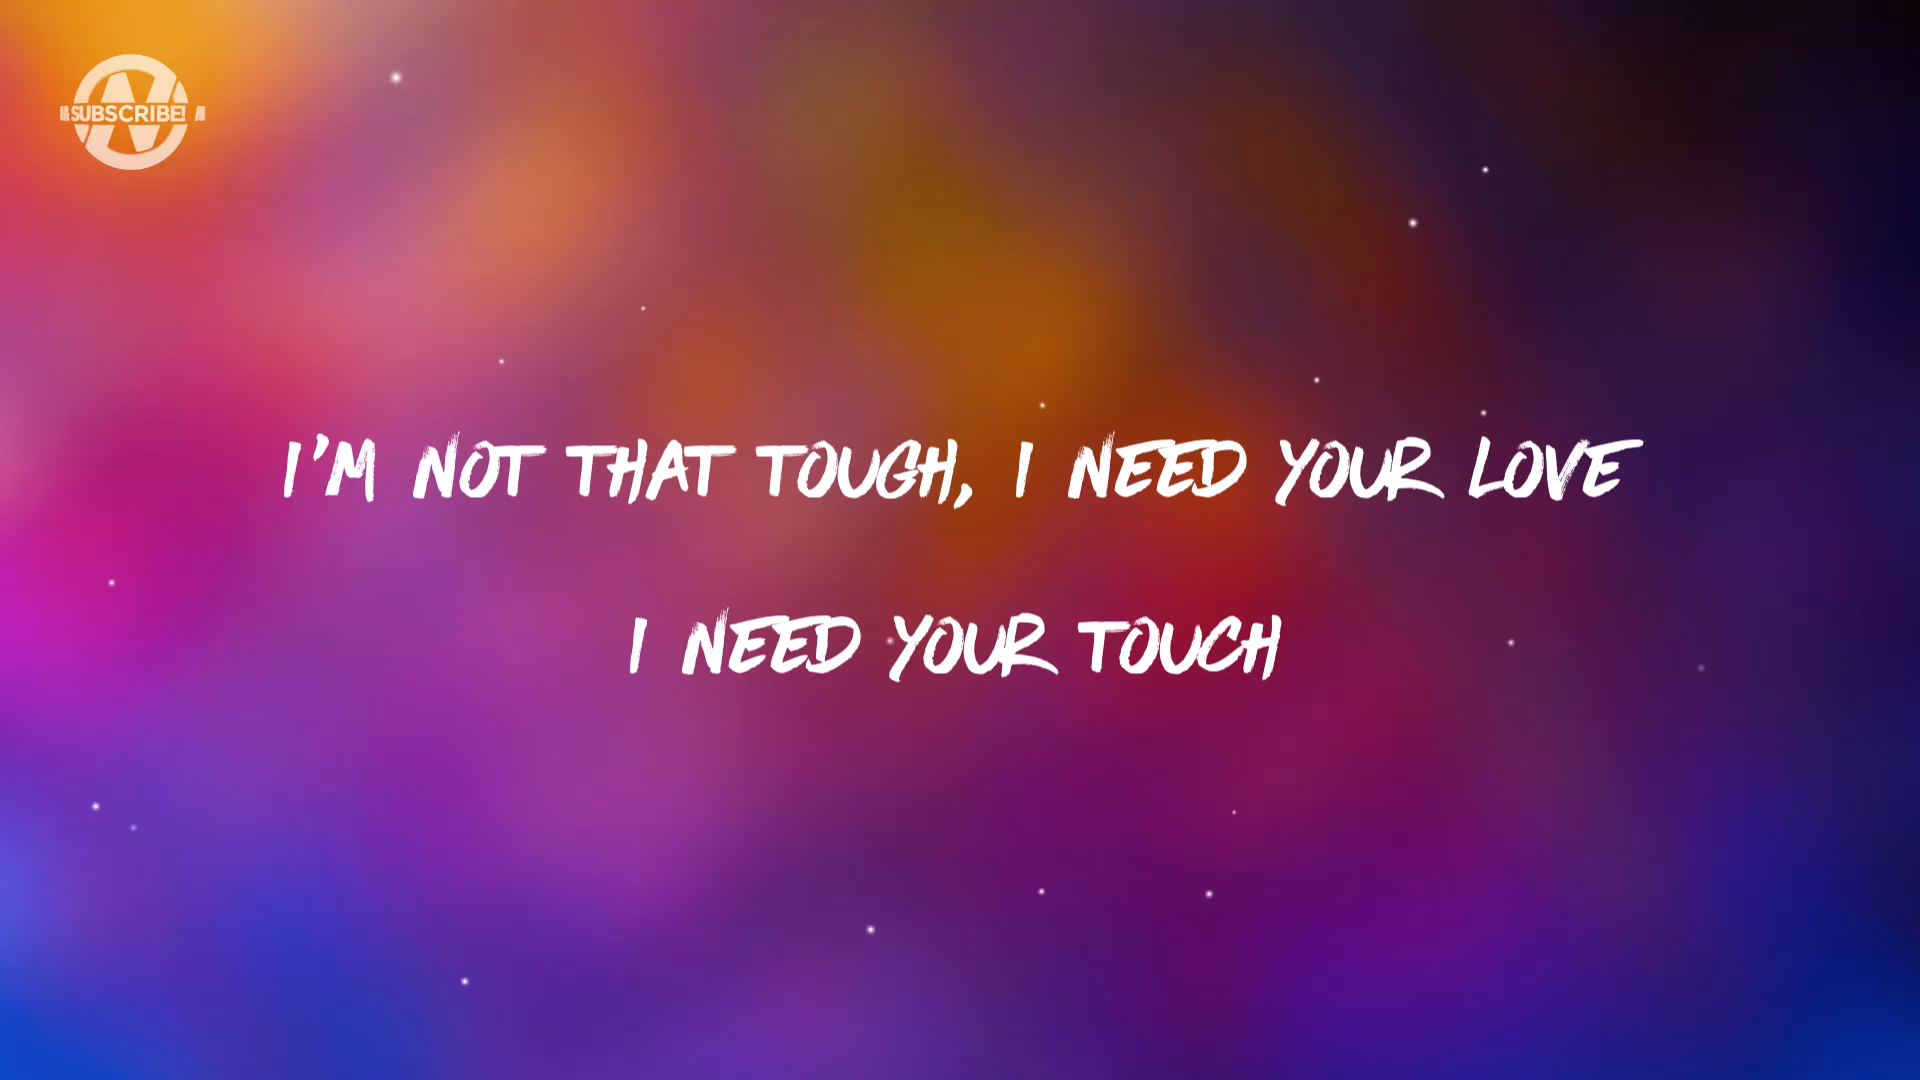 SUBSCRIBE!
I'M NOT THAT TOUGH, I NEED YOUR LOVE
I NEED YOUR TOUCH